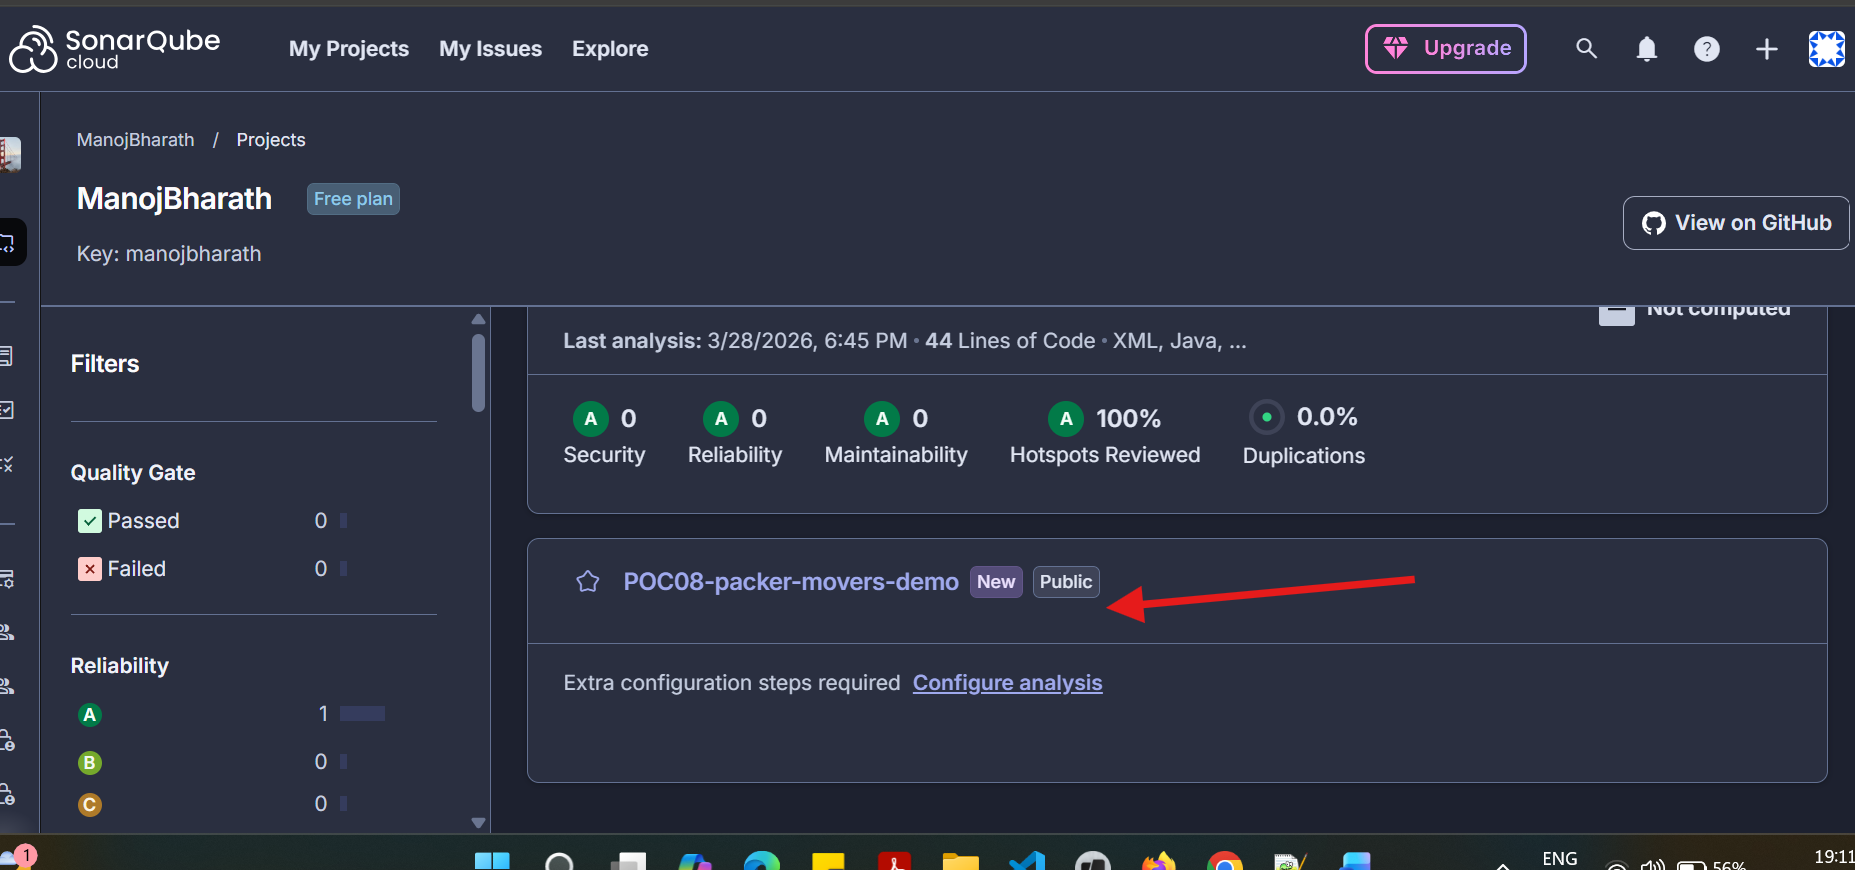 SonarQube
cloud
My Projects
My Issues
Explore
Upgrade
ManojBharath / Projects
ManojBharath
Free plan
Key: manojbharath
View on GitHub
Filters
Quality Gate
Passed 0
Failed 0
Reliability
A 1
B 0
C 0
Not computed
Last analysis: 3/28/2026, 6:45 PM • 44 Lines of Code • XML, Java, ...
A 0
Security
A 0
Reliability
A 0
Maintainability
A 100%
Hotspots Reviewed
0.0%
Duplications
POC08-packer-movers-demo
New
Public
Extra configuration steps required Configure analysis
1
ENG
56%
19:11